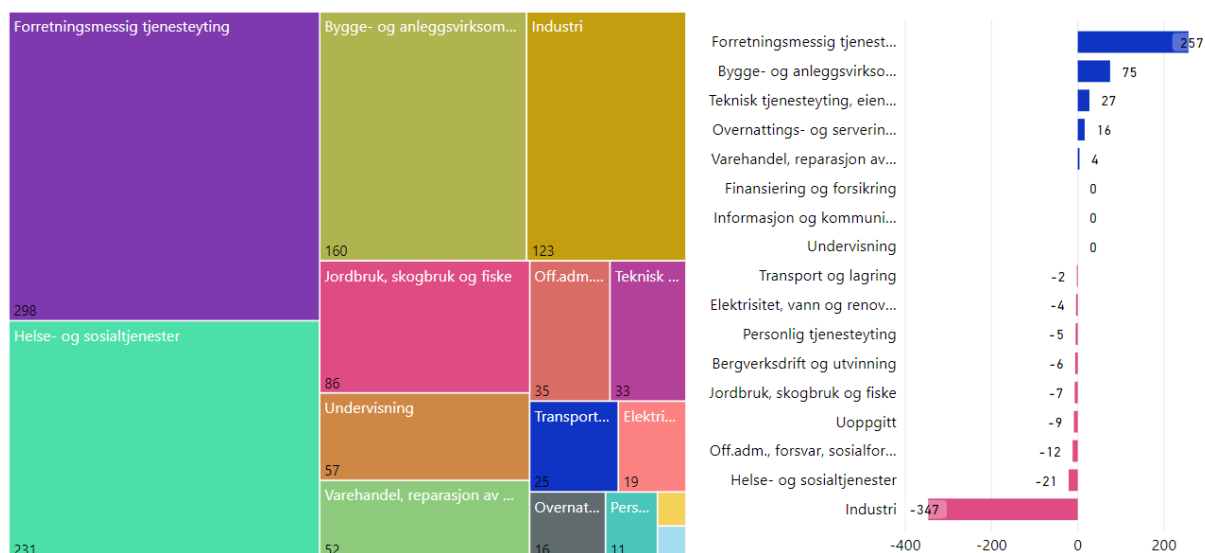 Forretningsmessig tjenesteyting
298
Helse- og sosialtjenester
231
Bygge- og anleggsvirksom...
160
Industri
123
Jordbruk, skogbruk og fiske
86
Off.adm....
35
Teknisk ...
33
Undervisning
57
Transport...
25
Elektri...
19
Varehandel, reparasjon av ...
52
Overnat...
16
Pers...
11
Forretningsmessig tjenest...
257
Bygge- og anleggsvirkso...
75
Teknisk tjenesteyting, eien...
27
Overnattings- og serverin...
16
Varehandel, reparasjon av...
4
Finansiering og forsikring
0
Informasjon og kommuni...
0
Undervisning
0
Transport og lagring
-2
Elektrisitet, vann og renov...
-4
Personlig tjenesteyting
-5
Bergverksdrift og utvinning
-6
Jordbruk, skogbruk og fiske
-7
Uoppgitt
-9
Off.adm., forsvar, sosialfor...
-12
Helse- og sosialtjenester
-21
Industri
-347
-400 -200 0 200